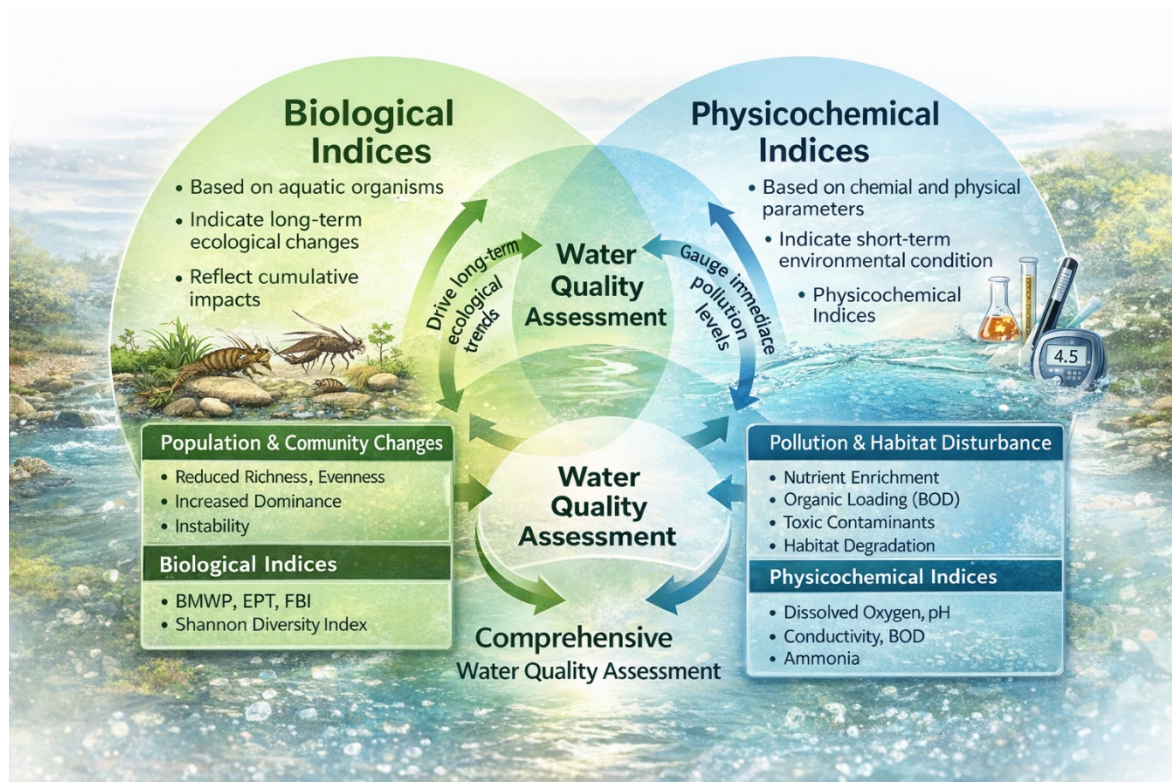 Biological
Indices
• Based on aquatic organisms
• Indicate long-term
ecological changes
• Reflect cumulative
impacts
Physicochemical
Indices
• Based on chemial and physical
parameters
• Indicate short-term
environmental condition
• Physicochemical
Indices
Drive long-term
ecological
trends
Water
Quality
Assessment
Gauge immediace
pollution
levels
4.5
Population & Community Changes
• Reduced Richness, Evenness
• Increased Dominance
• Instability
Biological Indices
• BMWP, EPT, FBI
• Shannon Diversity Index
Water
Quality
Assessment
Comprehensive
Water Quality Assessment
Pollution & Habitat Disturbance
• Nutrient Enrichment
• Organic Loading (BOD)
• Toxic Contaminants
• Habitat Degradation
Physicochemical Indices
• Dissolved Oxygen, pH
• Conductivity, BOD
• Ammonia